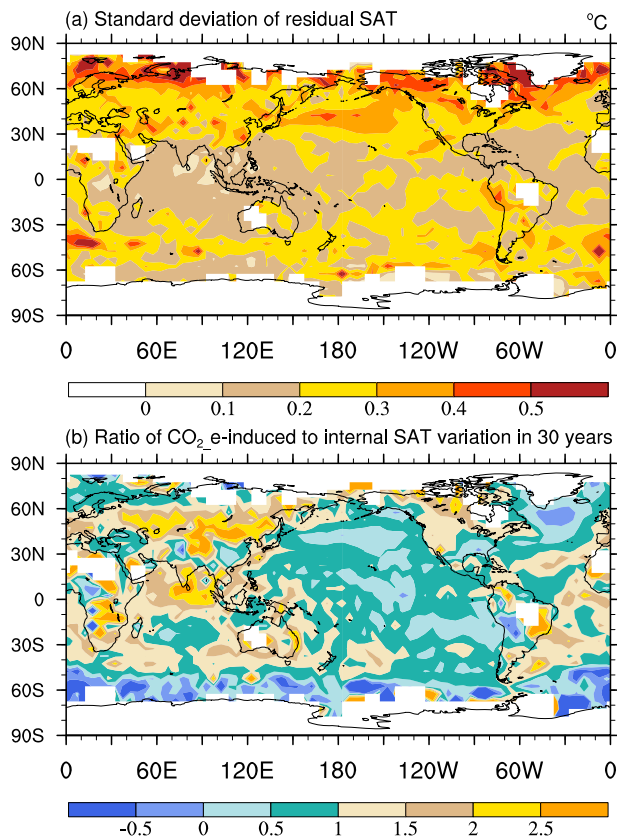 (a) Standard deviation of residual SAT °C
90N
60N
30N
0
30S
60S
90S
0 60E 120E 180 120W 60W 0
0 0.1 0.2 0.3 0.4 0.5
(b) Ratio of CO2_e-induced to internal SAT variation in 30 years
90N
60N
30N
0
30S
60S
90S
0 60E 120E 180 120W 60W 0
-0.5 0 0.5 1 1.5 2 2.5